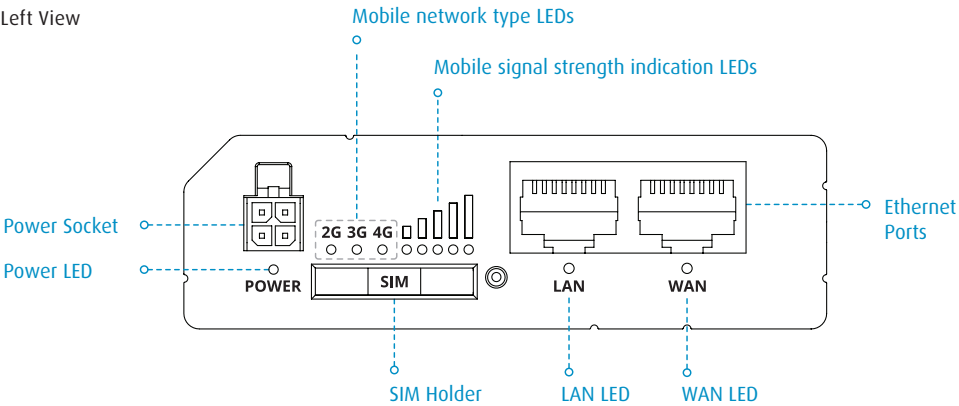 Left View
Mobile network type LEDs
Mobile signal strength indication LEDs
Power Socket
2G 3G 4G
Ethernet
Ports
Power LED
POWER
SIM
LAN
WAN
SIM Holder
LAN LED
WAN LED